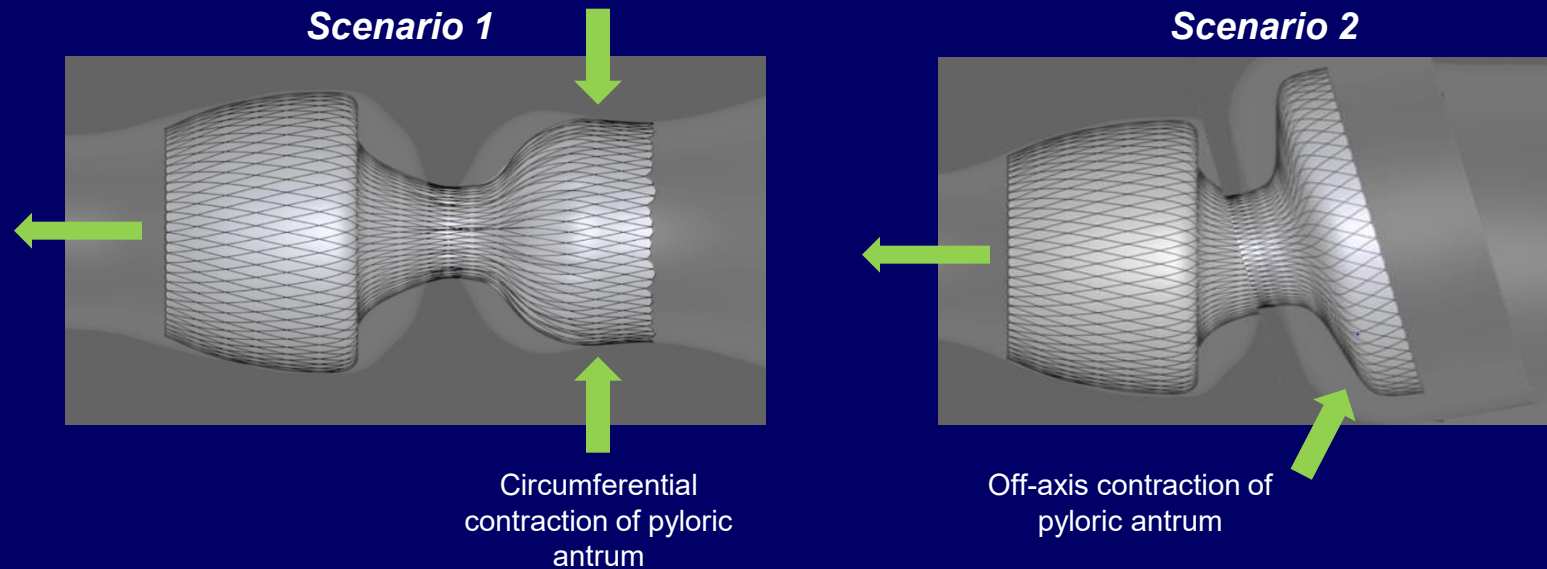 Scenario 1
Scenario 2
Circumferential
contraction of pyloric
antrum
Off-axis contraction of
pyloric antrum